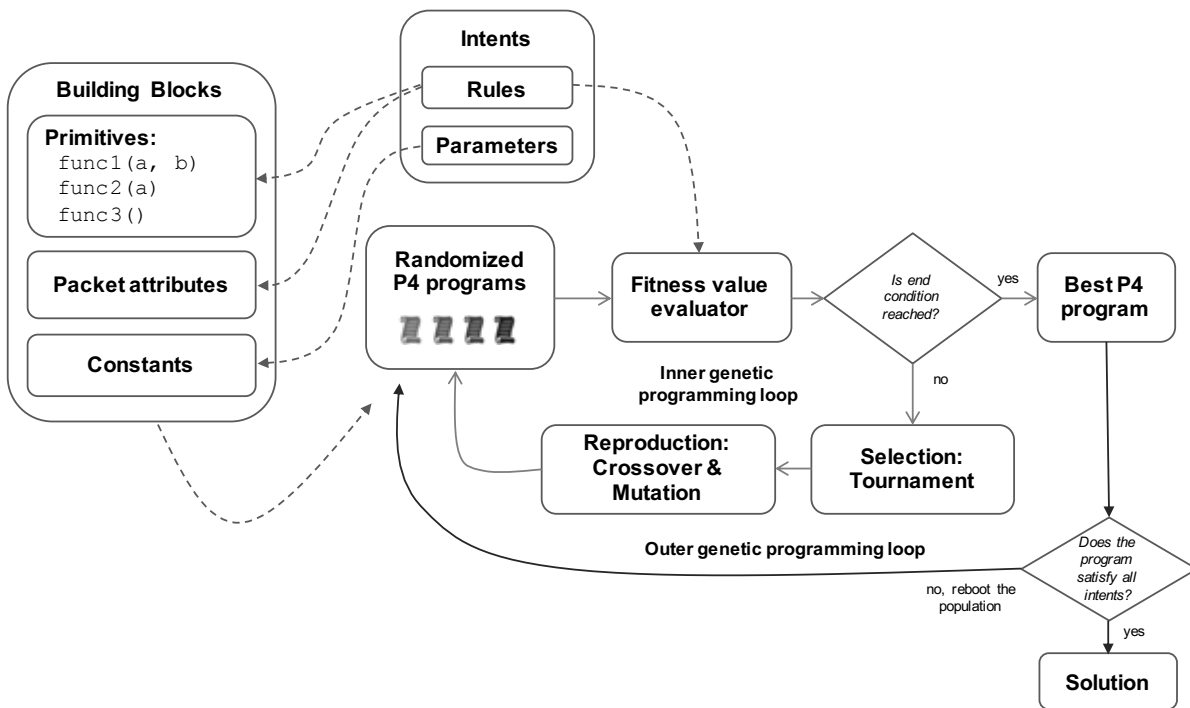 Intents
Rules
Parameters
Building Blocks
Primitives:
func1(a, b)
func2(a)
func3()
Packet attributes
Constants
Randomized
P4 programs
Fitness value
evaluator
Is end
condition
reached?
yes
Best P4
program
no
Inner genetic
programming loop
Reproduction:
Crossover &
Mutation
Selection:
Tournament
Outer genetic programming loop
no, reboot the
population
Does the
program
satisfy all
intents?
yes
Solution